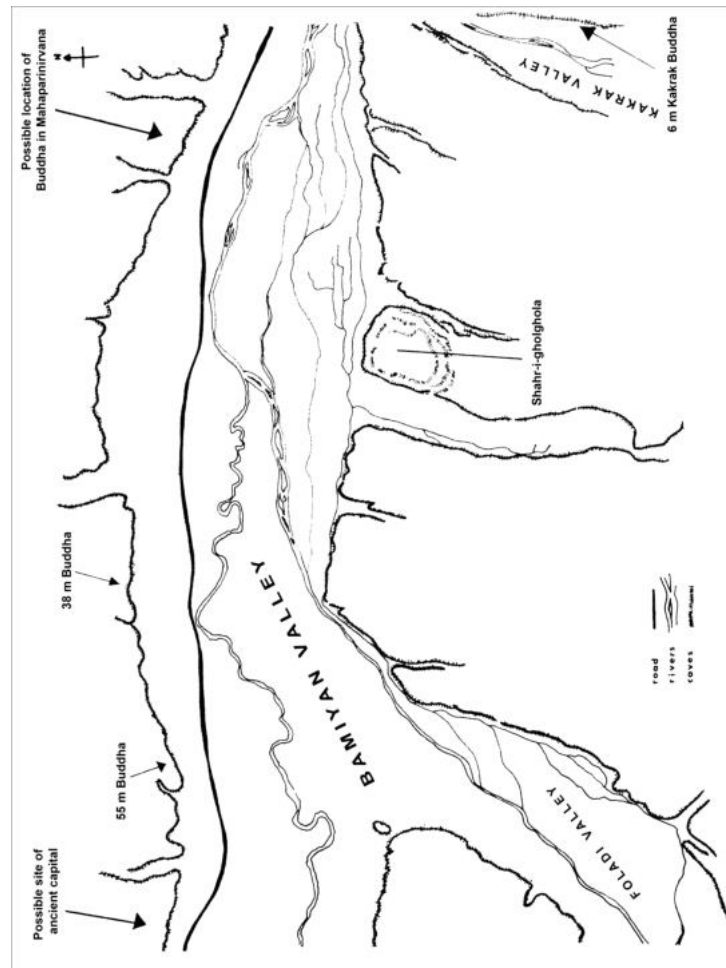 Possible site of
ancient capital
55 m Buddha
38 m Buddha
Possible location of
Buddha in Mahaparinirvana
N
BAMIYAN VALLEY
FOLADI VALLEY
Shahr-i-gholghola
KAKRAK VALLEY
6 m Kakrak Buddha
road
rivers
caves